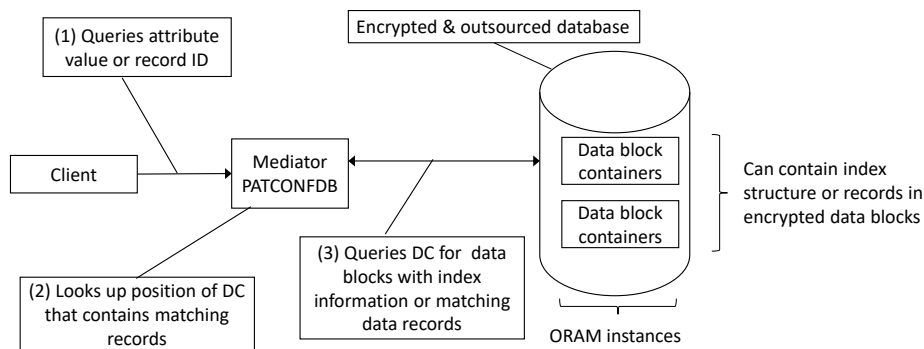 (1) Queries attribute
value or record ID
Encrypted & outsourced database
Client
Mediator
PATCONFDB
Data block
containers
Data block
containers
Can contain index
structure or records in
encrypted data blocks
(2) Looks up position of DC
that contains matching
records
(3) Queries DC for data
blocks with index
information or matching
data records
ORAM instances